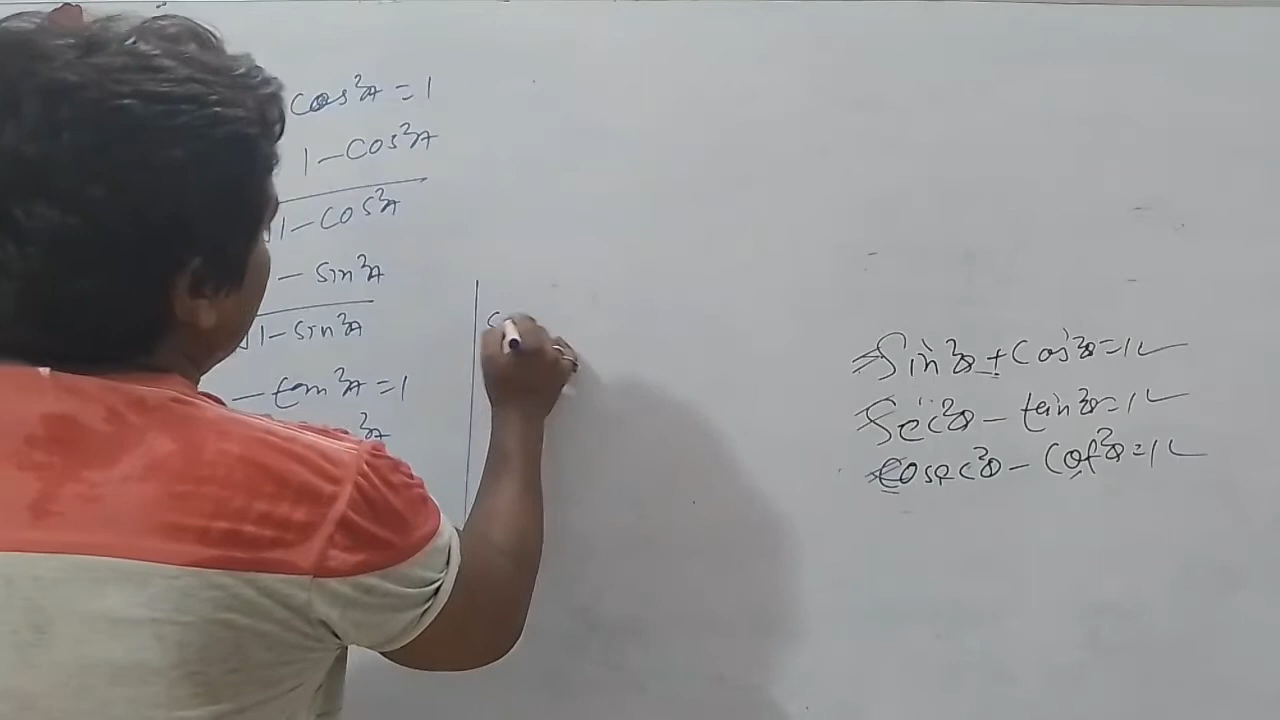 cos²A = 1
1 - cos²A
√1 - cos²A
- sin²A
√1 - sin²A
- tan²A = 1
²A
c
Sin²θ + Cos²θ = 1
Sec²θ - tan²θ = 1
Cosec²θ - Cot²θ = 1